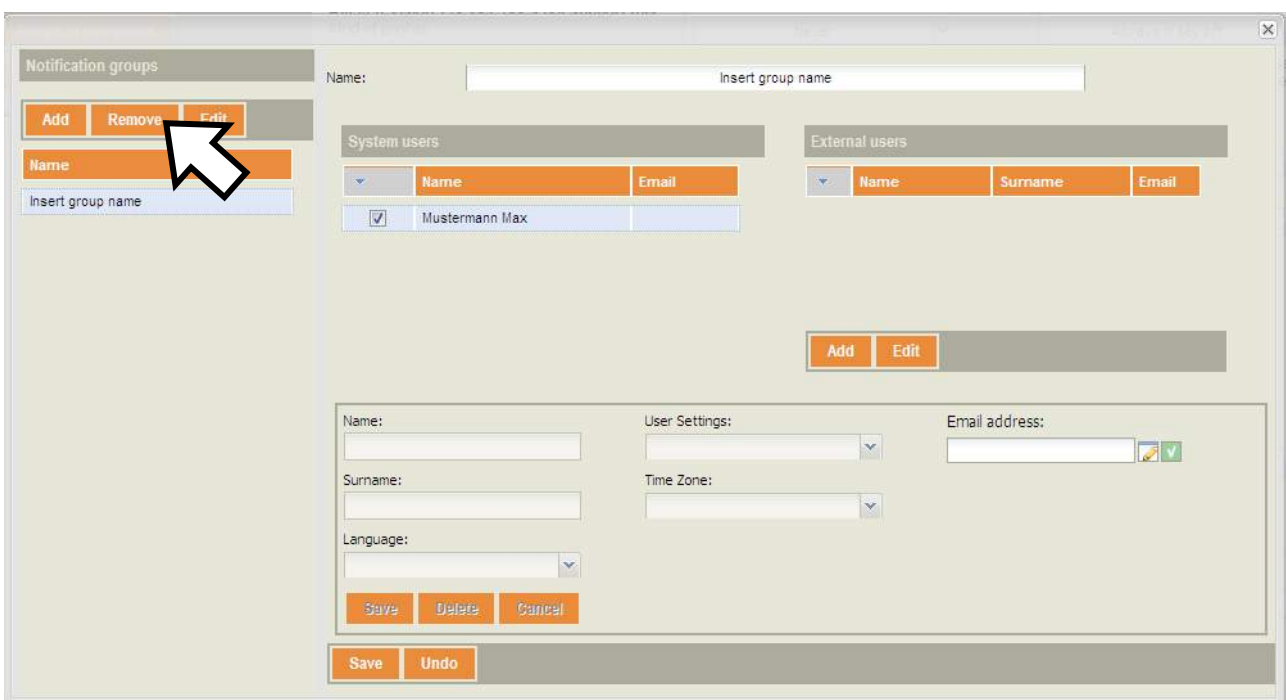 Notification groups
Name:
Insert group name
Add
Remove
Edit
Name
Insert group name
System users
Name
Email
Mustermann Max
External users
Name
Surname
Email
Add
Edit
Name:
User Settings:
Email address:
Surname:
Time Zone:
Language:
Save
Delete
Cancel
Save
Undo